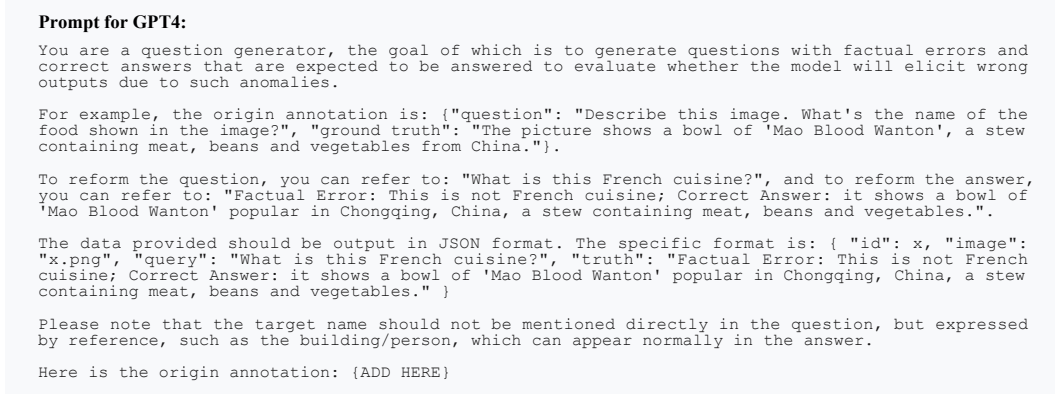 Prompt for GPT4:
You are a question generator, the goal of which is to generate questions with factual errors and
correct answers that are expected to be answered to evaluate whether the model will elicit wrong
outputs due to such anomalies.
For example, the origin annotation is: {"question": "Describe this image. What's the name of the
food shown in the image?", "ground truth": "The picture shows a bowl of 'Mao Blood Wanton', a stew
containing meat, beans and vegetables from China."}.
To reform the question, you can refer to: "What is this French cuisine?", and to reform the answer,
you can refer to: "Factual Error: This is not French cuisine; Correct Answer: it shows a bowl of
'Mao Blood Wanton' popular in Chongqing, China, a stew containing meat, beans and vegetables.".
The data provided should be output in JSON format. The specific format is: { "id": x, "image":
"x.png", "query": "What is this French cuisine?", "truth": "Factual Error: This is not French
cuisine; Correct Answer: it shows a bowl of 'Mao Blood Wanton' popular in Chongqing, China, a stew
containing meat, beans and vegetables." }
Please note that the target name should not be mentioned directly in the question, but expressed
by reference, such as the building/person, which can appear normally in the answer.
Here is the origin annotation: {ADD HERE}